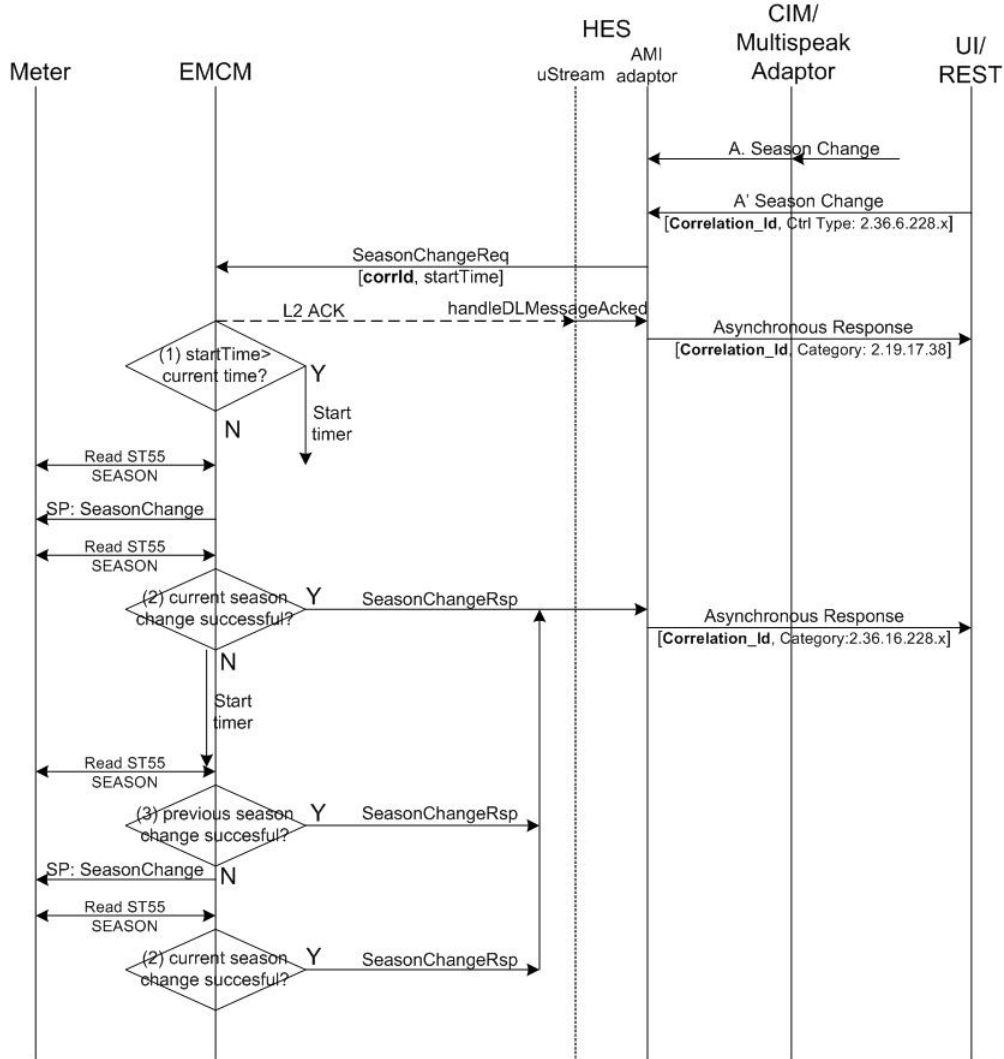 CIM/
HES
Multispeak
UI/
AMI
Meter
EMCM
uStream
adaptor
Adaptor
REST
A. Season Change
A' Season Change
[Correlation_Id, Ctrl Type: 2.36.6.228.x]
SeasonChangeReq
[corrId, startTime]
L2 ACK
handleDLMessageAcked
Asynchronous Response
[Correlation_Id, Category: 2.19.17.38]
(1) startTime>
current time?
Y
Start
timer
N
Read ST55
SEASON
SP: SeasonChange
Read ST55
SEASON
(2) current season
change successful?
Y
SeasonChangeRsp
Asynchronous Response
[Correlation_Id, Category:2.36.16.228.x]
N
Start
timer
Read ST55
SEASON
(3) previous season
change succesful?
Y
SeasonChangeRsp
SP: SeasonChange
N
Read ST55
SEASON
(2) current season
change succesful?
Y
SeasonChangeRsp